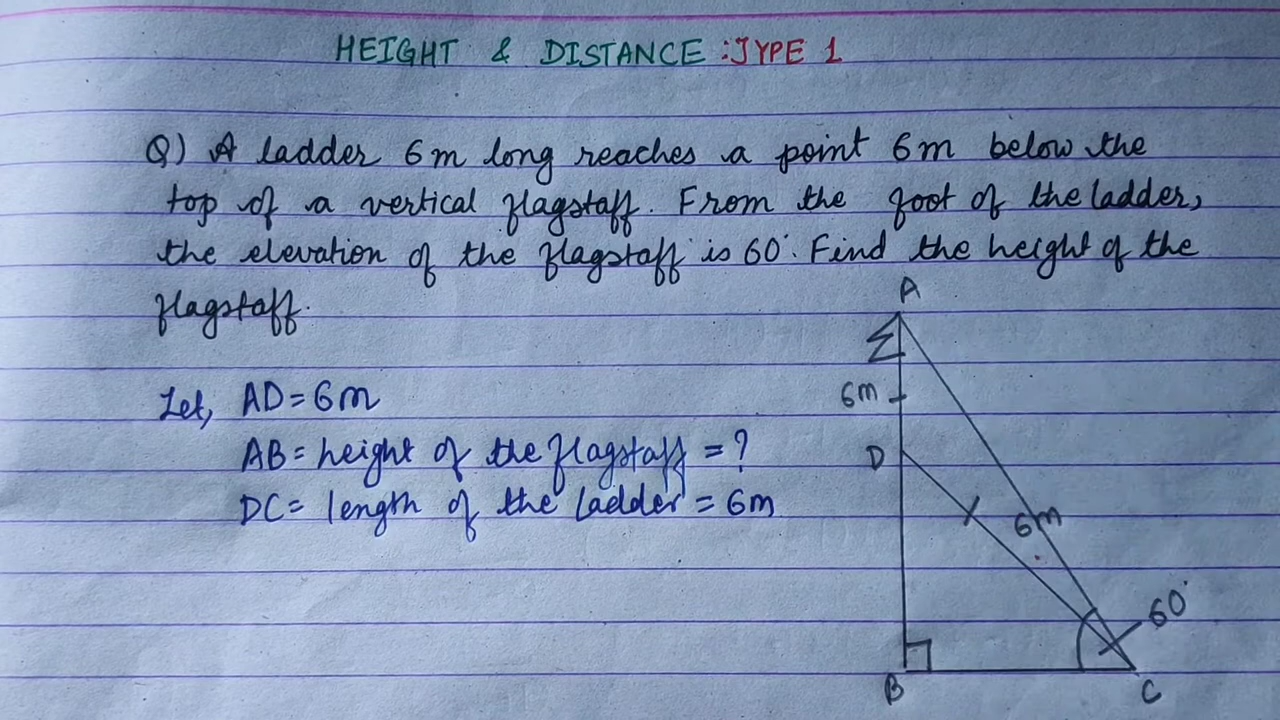 HEIGHT & DISTANCE :TYPE 1
Q) A ladder 6m long reaches a point 6m below the
top of a vertical flagstaff. From the foot of the ladder,
the elevation of the flagstaff is 60°. Find the height of the
flagstaff.
A
Let, AD=6m
6m
AB= height of the flagstaff = ?
D
DC= length of the ladder = 6m
6m
60°
B
C